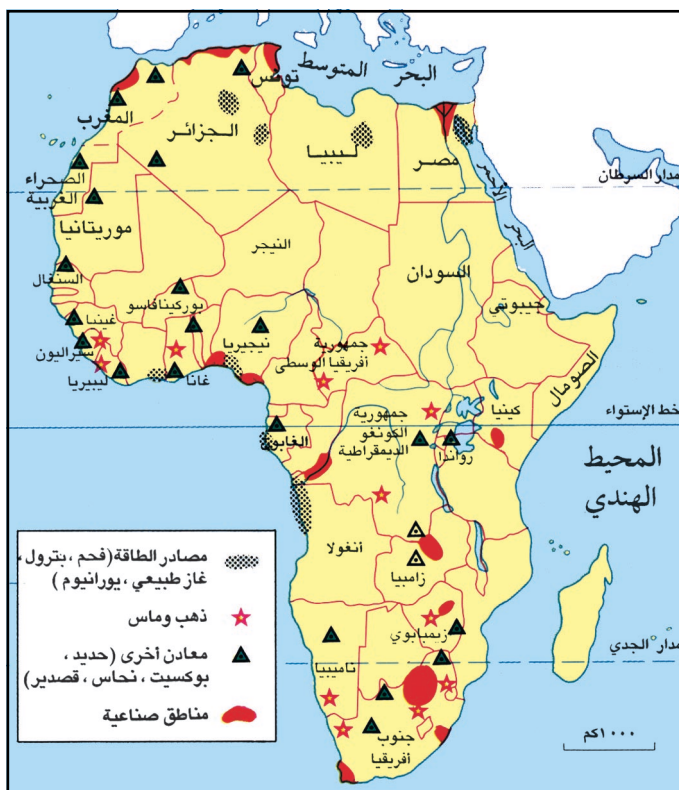 البحر المتوسط
تونس
المغرب
الجزائر
ليبيا
مصر
البحر الأحمر
مدار السرطان
الصحراء
الغربية
موريتانيا
النيجر
السودان
السنغال
بوركينافاسو
جيبوتي
غينيا
نيجيريا
جمهورية
أفريقيا الوسطى
سيراليون
ليبيريا
غانا
الصومال
كينيا
خط الإستواء
جمهورية
الكونغو
الديمقراطية
الغابون
رواندا
المحيط
الهندي
أنغولا
زامبيا
زيمبابوي
ناميبيا
مدار الجدي
جنوب
أفريقيا
١٠٠٠كم
مصادر الطاقة (فحم، بترول،
غاز طبيعي، يورانيوم)
ذهب وماس
معادن أخرى (حديد،
بوكسيت، نحاس، قصدير)
مناطق صناعية